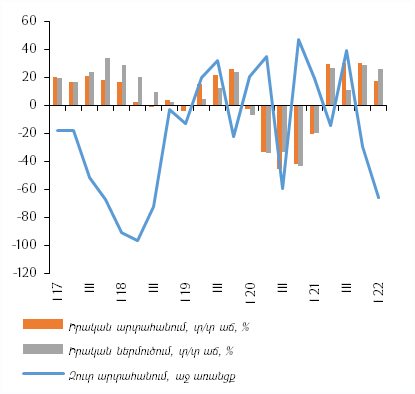 60
40
20
0
-20
-40
-60
-80
-100
-120
I 17
III
I 18
III
I 19
III
I 20
III
I 21
III
I 22
Իրական արտահանում, տ/տ աճ, %
Իրական ներմուծում, տ/տ աճ, %
Զուտ արտահանում, աջ առանցք